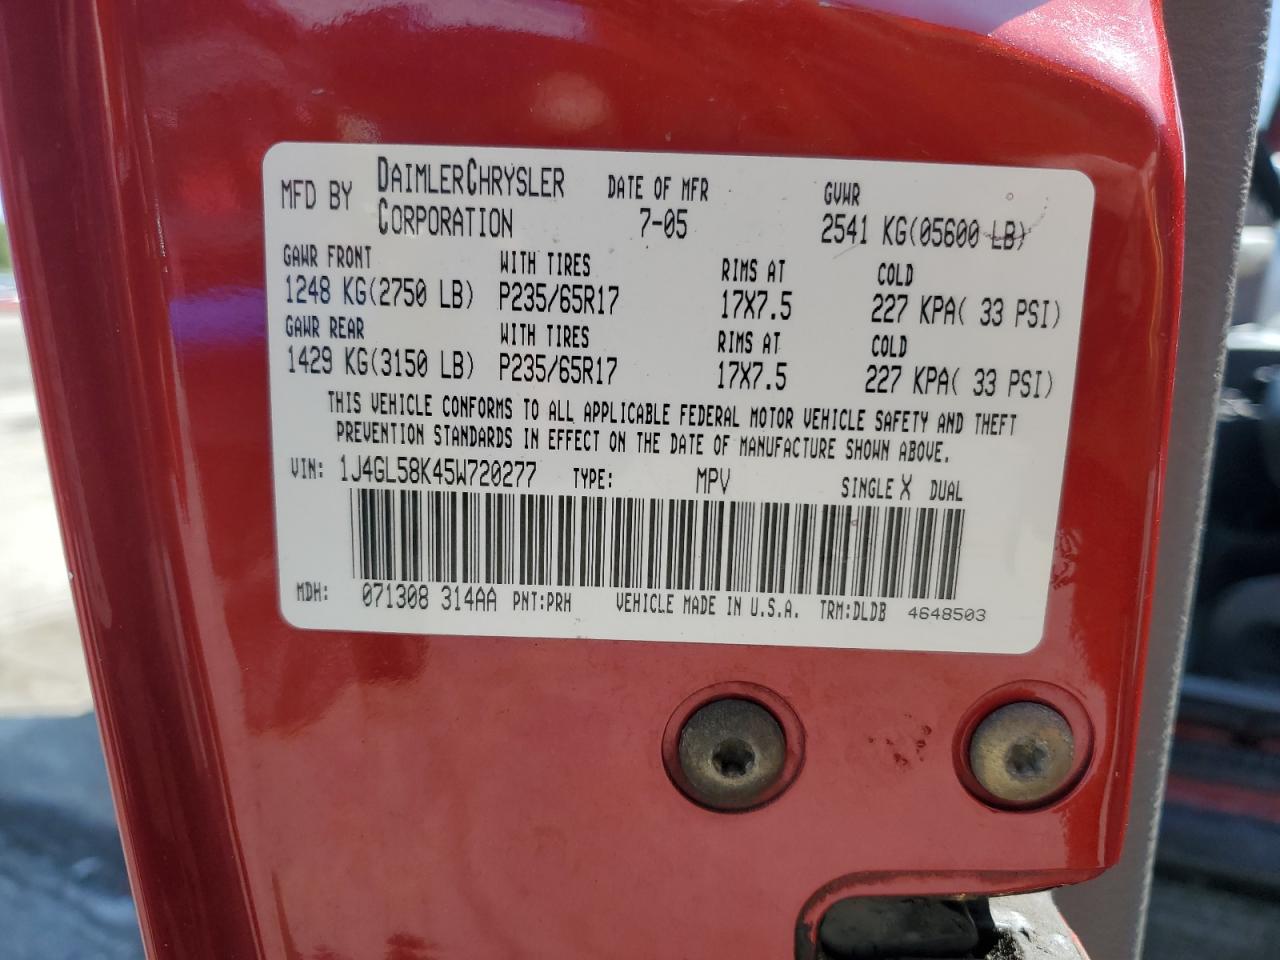 MFD BY DAIMLERCHRYSLER CORPORATION DATE OF MFR 7-05 GVWR 2541 KG(05600 LB)
GAWR FRONT WITH TIRES RIMS AT COLD
1248 KG(2750 LB) P235/65R17 17X7.5 227 KPA( 33 PSI)
GAWR REAR WITH TIRES RIMS AT COLD
1429 KG(3150 LB) P235/65R17 17X7.5 227 KPA( 33 PSI)
THIS VEHICLE CONFORMS TO ALL APPLICABLE FEDERAL MOTOR VEHICLE SAFETY AND THEFT
PREVENTION STANDARDS IN EFFECT ON THE DATE OF MANUFACTURE SHOWN ABOVE.
VIN: 1J4GL58K45W720277 TYPE: MPV SINGLE X DUAL
MDH: 071308 314AA PNT:PRH VEHICLE MADE IN U.S.A. TRM:DLDB 4648503